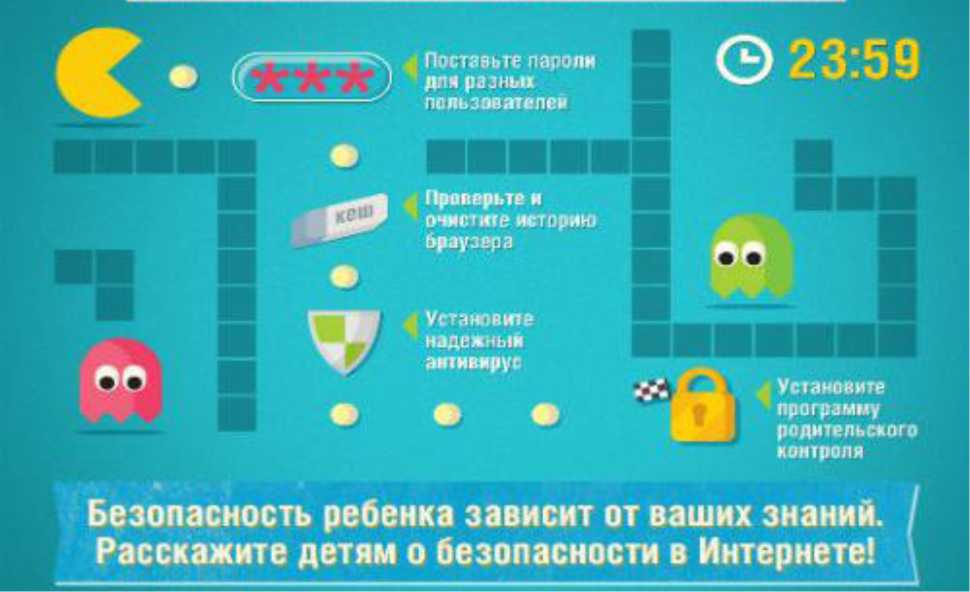 ***
Поставьте пароли
для разных
пользователей
23:59
кеш
Проверьте и
очистите историю
браузера
Установите
надежный
антивирус
Установите
программу
родительского
контроля
Безопасность ребенка зависит от ваших знаний.
Расскажите детям о безопасности в Интернете!